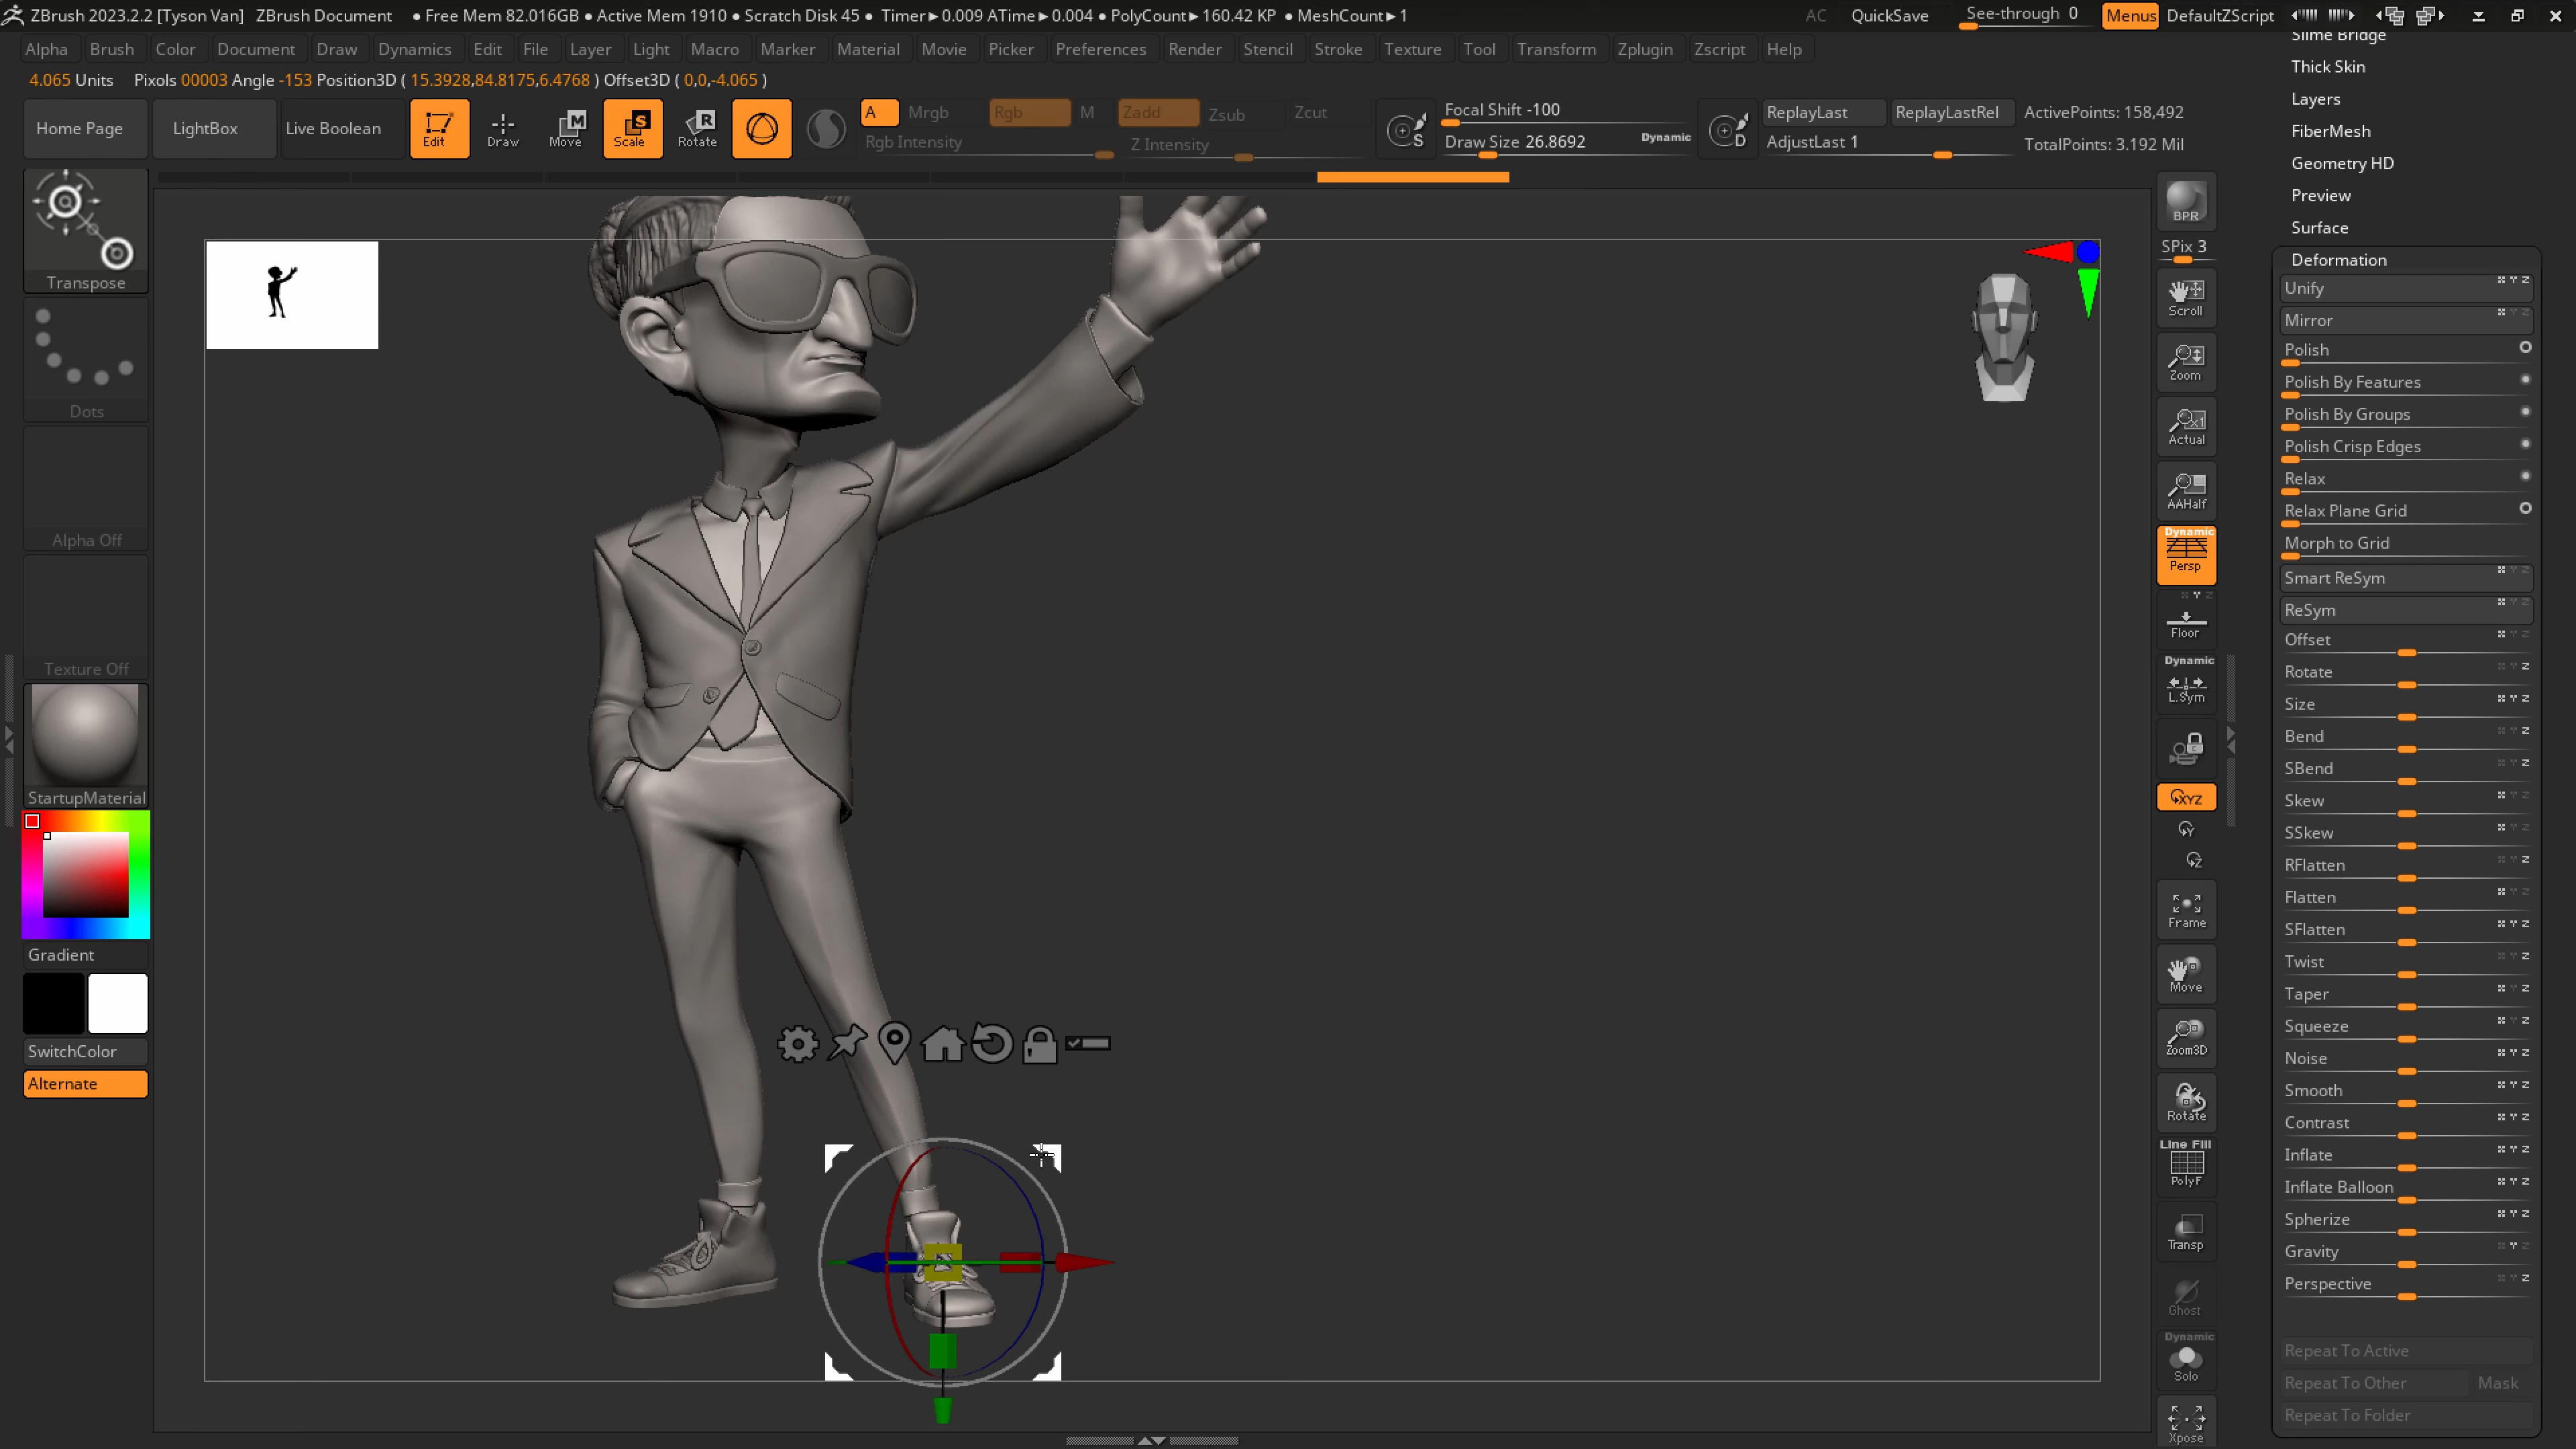 ZBrush 2023.2.2 [Tyson Van] ZBrush Document • Free Mem 82.016GB • Active Mem 1910 • Scratch Disk 45 • Timer►0.009 ATime►0.004 • PolyCount►160.42 KP • MeshCount►1 AC QuickSave See-through 0 Menus DefaultZScript
Alpha Brush Color Document Draw Dynamics Edit File Layer Light Macro Marker Material Movie Picker Preferences Render Stencil Stroke Texture Tool Transform Zplugin Zscript Help
4.065 Units Pixols 00003 Angle -153 Position3D ( 15.3928,84.8175,6.4768 ) Offset3D ( 0,0,-4.065 )
Home Page LightBox Live Boolean Edit Draw Move Scale Rotate
A Mrgb Rgb M Zadd Zsub Zcut
Rgb Intensity Z Intensity
S Focal Shift -100
Draw Size 26.8692 Dynamic
D ReplayLast ReplayLastRel ActivePoints: 158,492
AdjustLast 1 TotalPoints: 3.192 Mil
Transpose
Dots
Alpha Off
Texture Off
StartupMaterial
Gradient
SwitchColor
Alternate
BPR
SPix 3
Scroll
Zoom
Actual
AAHalf
Dynamic
Persp
Floor
Dynamic
L.Sym
XYZ
Y
Z
Frame
Move
Zoom3D
Rotate
Line Fill
PolyF
Transp
Ghost
Dynamic
Solo
Xpose
Slime Bridge
Thick Skin
Layers
FiberMesh
Geometry HD
Preview
Surface
Deformation
Unify
Mirror
Polish
Polish By Features
Polish By Groups
Polish Crisp Edges
Relax
Relax Plane Grid
Morph to Grid
Smart ReSym
ReSym
Offset
Rotate
Size
Bend
SBend
Skew
SSkew
RFlatten
Flatten
SFlatten
Twist
Taper
Squeeze
Noise
Smooth
Contrast
Inflate
Inflate Balloon
Spherize
Gravity
Perspective
Repeat To Active
Repeat To Other Mask
Repeat To Folder